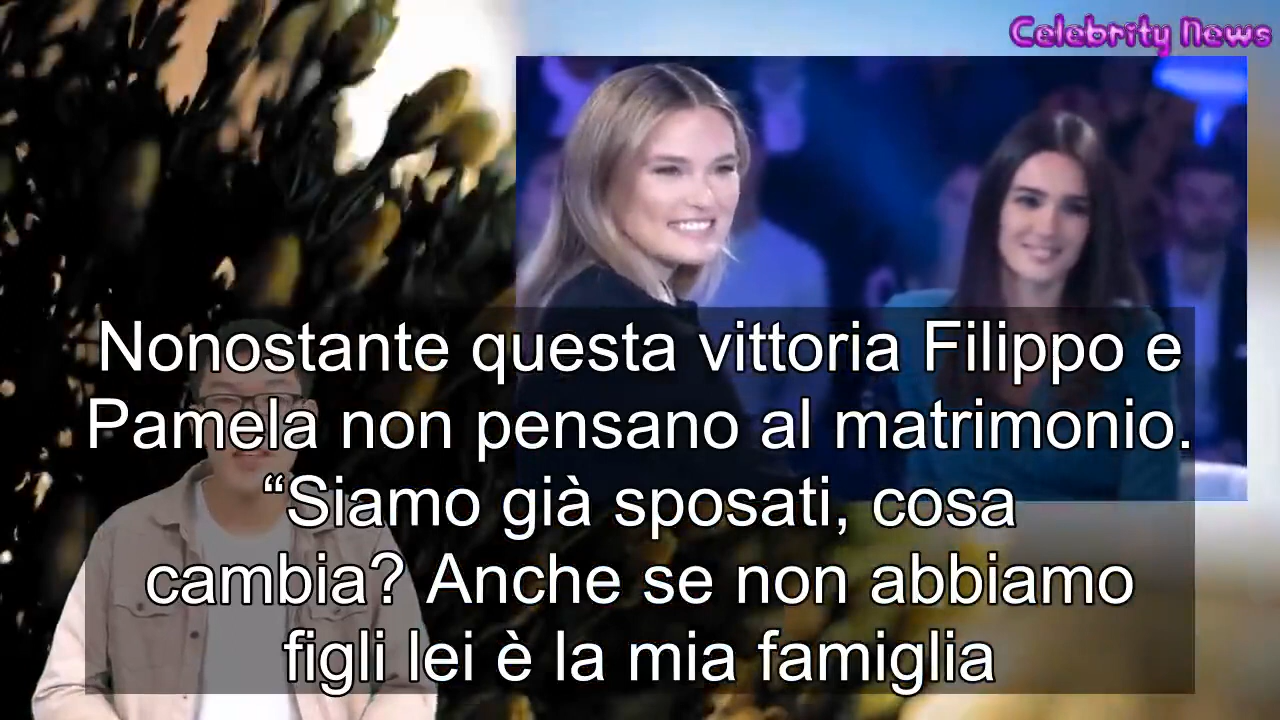 Celebrity News
Nonostante questa vittoria Filippo e
Pamela non pensano al matrimonio.
“Siamo già sposati, cosa
cambia? Anche se non abbiamo
figli lei è la mia famiglia